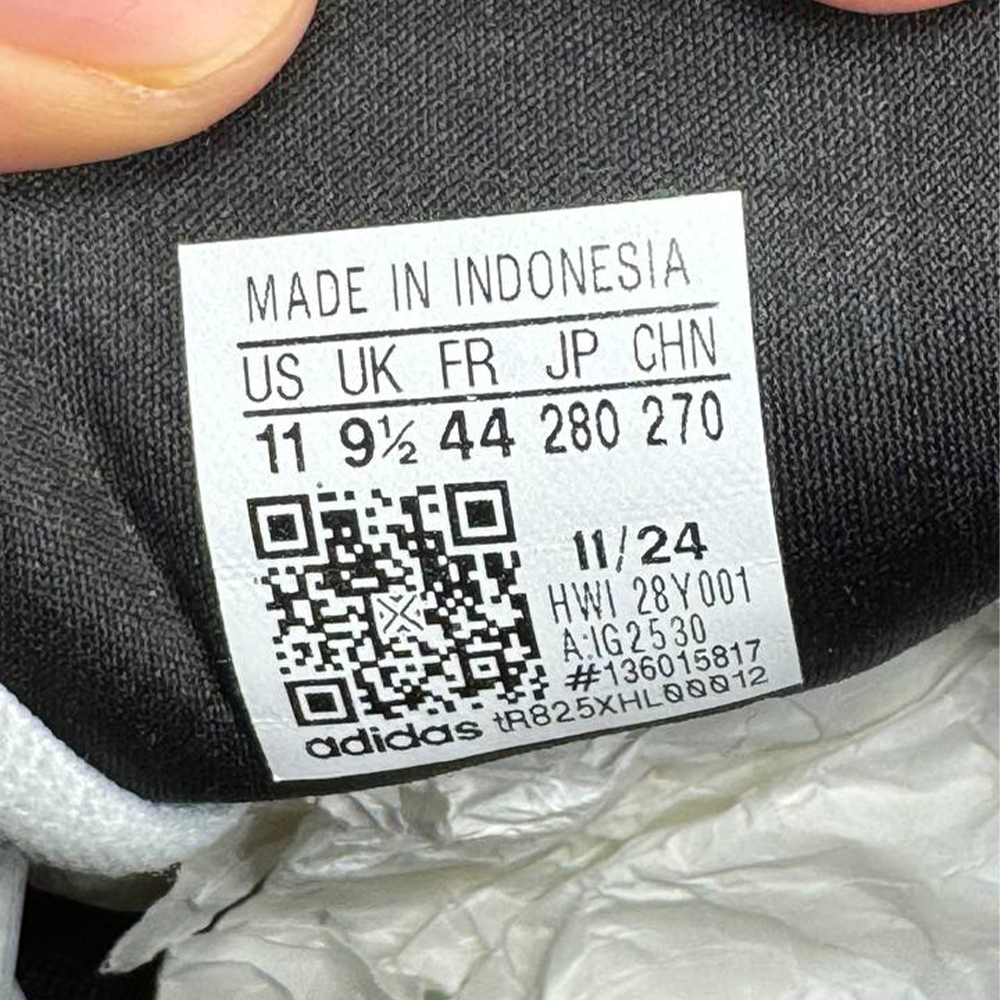 MADE IN INDONESIA
US UK FR JP CHN
11 9½ 44 280 270
11/24
HWI 28Y001
A:IG2530
#136015817
adidas tR825XHL00012